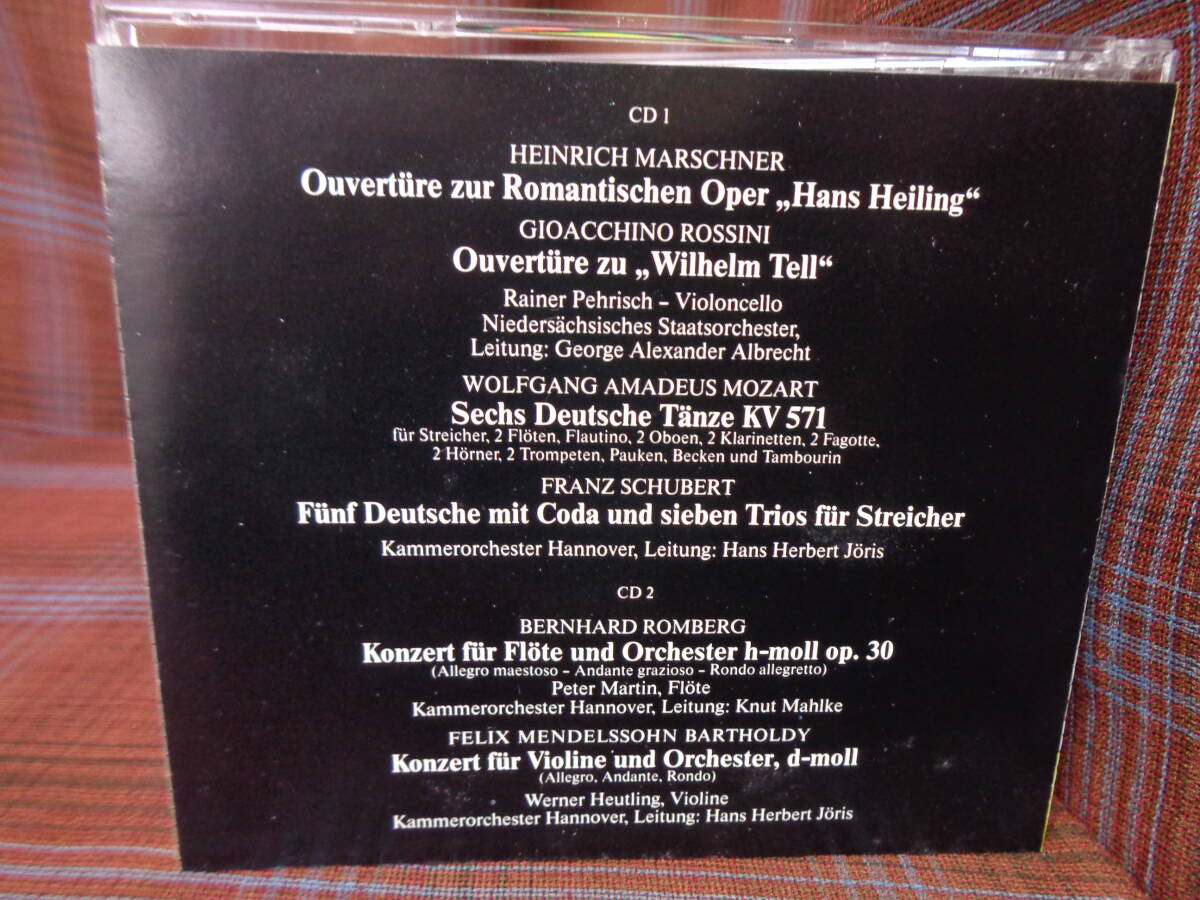 CD 1
HEINRICH MARSCHNER
Ouvertüre zur Romantischen Oper „Hans Heiling“
GIOACCHINO ROSSINI
Ouvertüre zu „Wilhelm Tell“
Rainer Pehrisch – Violoncello
Niedersächsisches Staatsorchester,
Leitung: George Alexander Albrecht
WOLFGANG AMADEUS MOZART
Sechs Deutsche Tänze KV 571
für Streicher, 2 Flöten, Flautino, 2 Oboen, 2 Klarinetten, 2 Fagotte,
2 Hörner, 2 Trompeten, Pauken, Becken und Tambourin
FRANZ SCHUBERT
Fünf Deutsche mit Coda und sieben Trios für Streicher
Kammerorchester Hannover, Leitung: Hans Herbert Jöris
CD 2
BERNHARD ROMBERG
Konzert für Flöte und Orchester h-moll op. 30
(Allegro maestoso – Andante grazioso – Rondo allegretto)
Peter Martin, Flöte
Kammerorchester Hannover, Leitung: Knut Mahlke
FELIX MENDELSSOHN BARTHOLDY
Konzert für Violine und Orchester, d-moll
(Allegro, Andante, Rondo)
Werner Heutling, Violine
Kammerorchester Hannover, Leitung: Hans Herbert Jöris